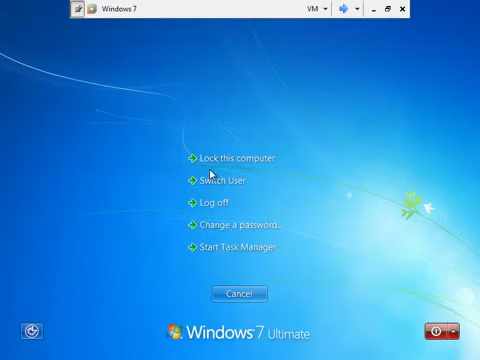 Windows 7
VM
Lock this computer
Switch User
Log off
Change a password...
Start Task Manager
Cancel
Windows 7 Ultimate